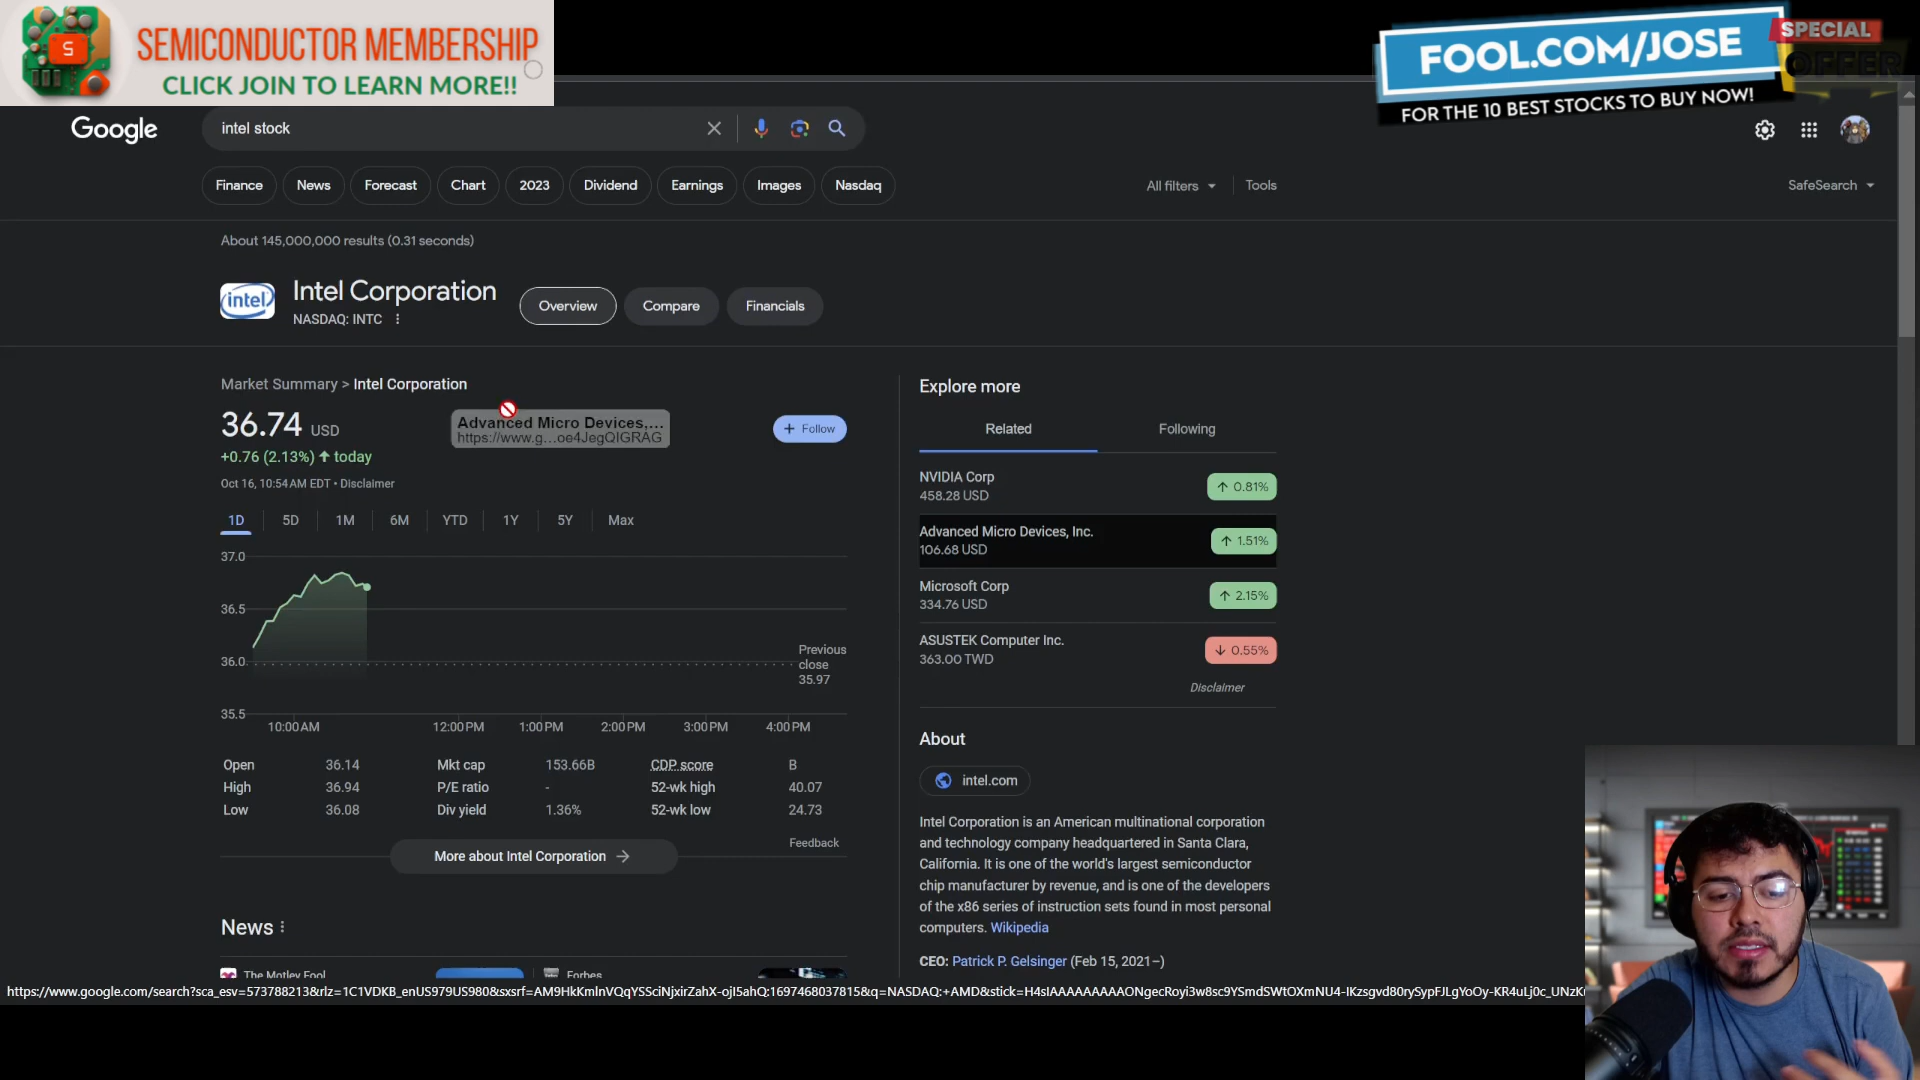 SEMICONDUCTOR MEMBERSHIP
CLICK JOIN TO LEARN MORE!!
S
FOOL.COM/JOSE
SPECIAL
OFFER
FOR THE 10 BEST STOCKS TO BUY NOW!
Google
intel stock
Finance
News
Forecast
Chart
2023
Dividend
Earnings
Images
Nasdaq
All filters
Tools
SafeSearch
About 145,000,000 results (0.31 seconds)
intel
Intel Corporation
NASDAQ: INTC
Overview
Compare
Financials
Market Summary > Intel Corporation
36.74 USD
+0.76 (2.13%) ↑ today
Oct 16, 10:54 AM EDT • Disclaimer
Advanced Micro Devices,...
https://www.g...oe4JegQIGRAG
+ Follow
1D
5D
1M
6M
YTD
1Y
5Y
Max
37.0
36.5
36.0
35.5
Previous
close
35.97
10:00 AM
12:00 PM
1:00 PM
2:00 PM
3:00 PM
4:00 PM
Open 36.14
High 36.94
Low 36.08
Mkt cap 153.66B
P/E ratio -
Div yield 1.36%
CDP score B
52-wk high 40.07
52-wk low 24.73
Feedback
More about Intel Corporation →
News
The Motley Fool
Forbes
Explore more
Related
Following
NVIDIA Corp
458.28 USD
↑ 0.81%
Advanced Micro Devices, Inc.
106.68 USD
↑ 1.51%
Microsoft Corp
334.76 USD
↑ 2.15%
ASUSTEK Computer Inc.
363.00 TWD
↓ 0.55%
Disclaimer
About
intel.com
Intel Corporation is an American multinational corporation
and technology company headquartered in Santa Clara,
California. It is one of the world's largest semiconductor
chip manufacturer by revenue, and is one of the developers
of the x86 series of instruction sets found in most personal
computers. Wikipedia
CEO: Patrick P. Gelsinger (Feb 15, 2021–)